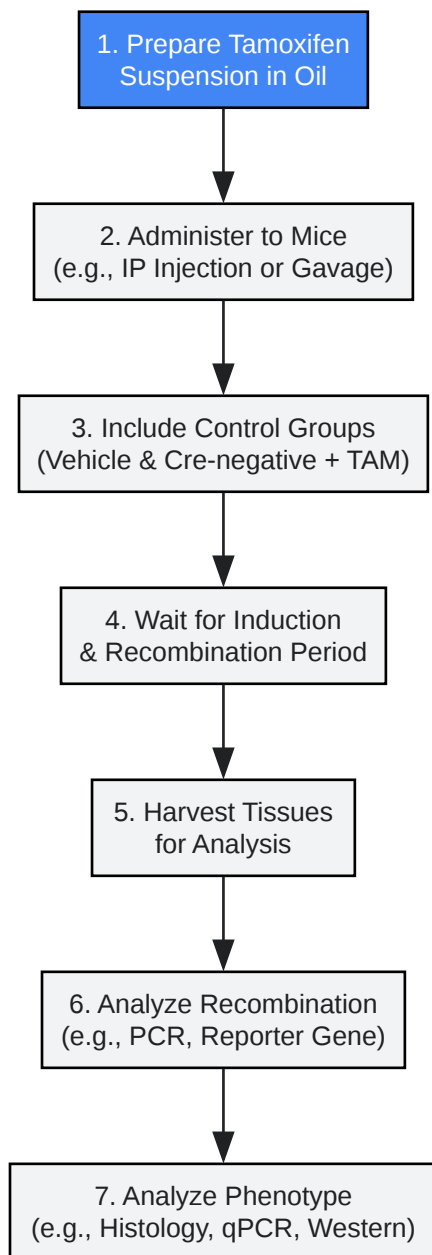 1. Prepare Tamoxifen
Suspension in Oil
2. Administer to Mice
(e.g., IP Injection or Gavage)
3. Include Control Groups
(Vehicle & Cre-negative + TAM)
4. Wait for Induction
& Recombination Period
5. Harvest Tissues
for Analysis
6. Analyze Recombination
(e.g., PCR, Reporter Gene)
7. Analyze Phenotype
(e.g., Histology, qPCR, Western)